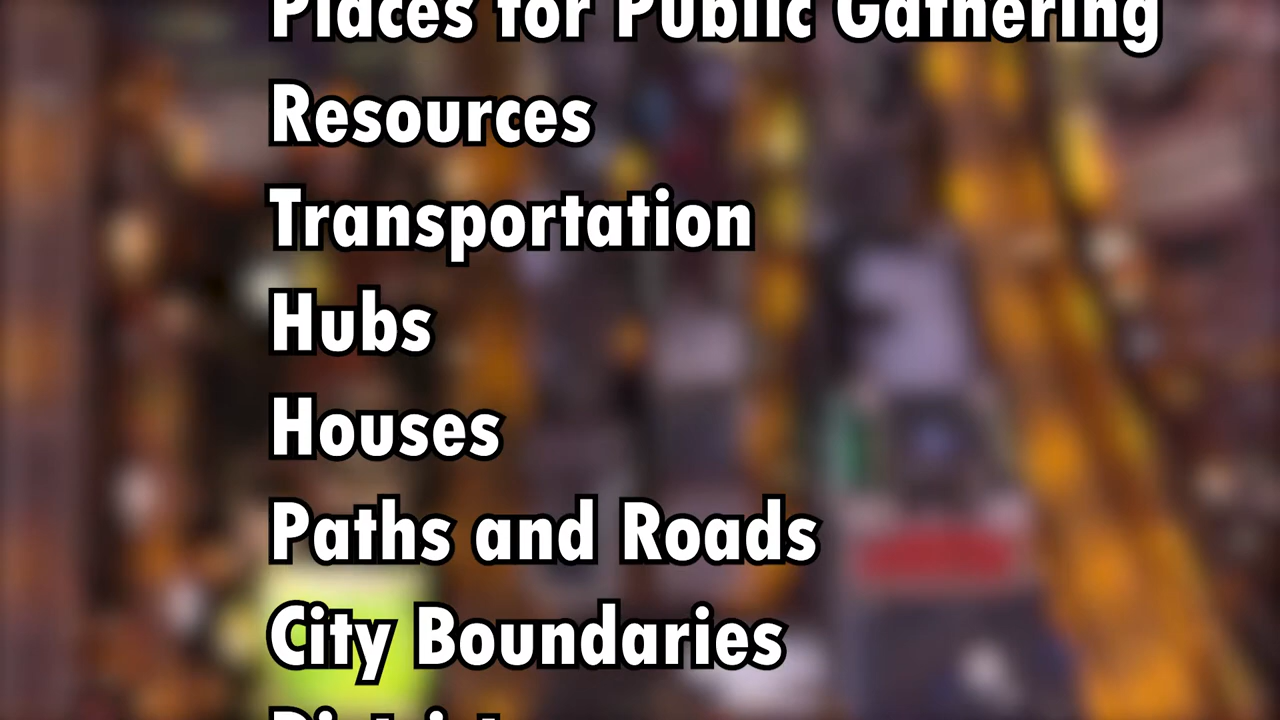 Places for Public Gathering
Resources
Transportation
Hubs
Houses
Paths and Roads
City Boundaries